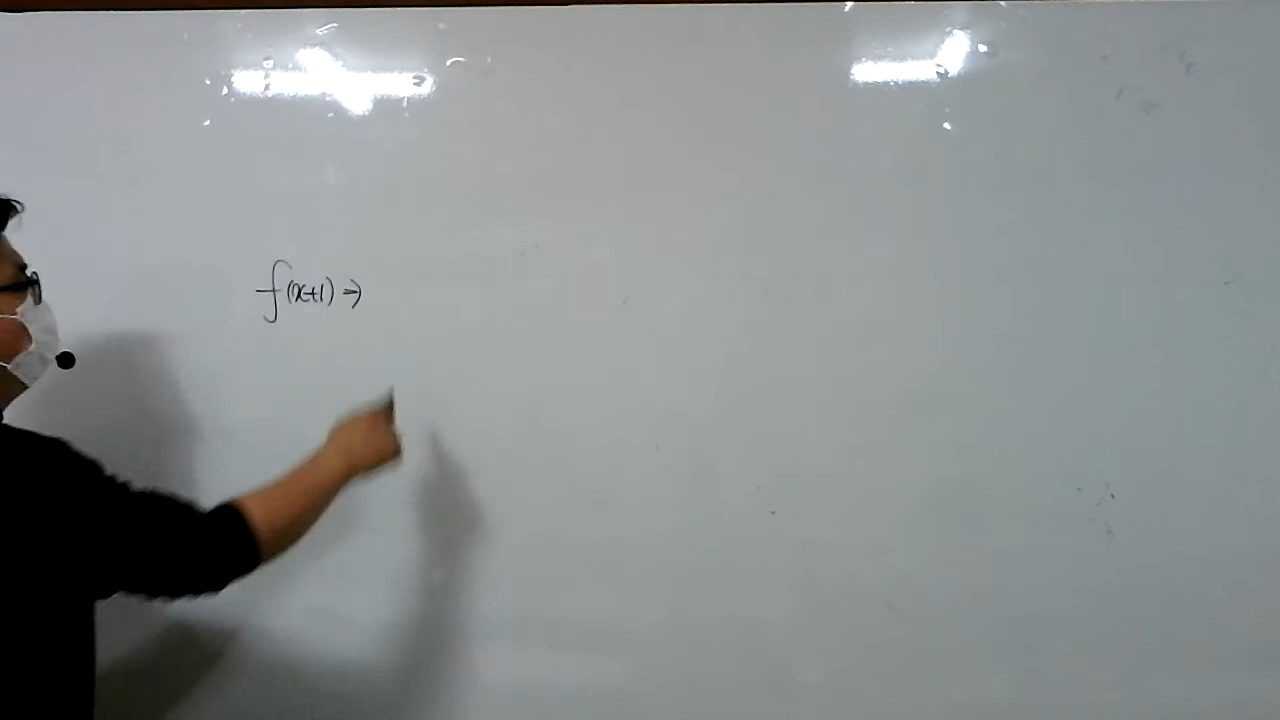 f(x+1) →